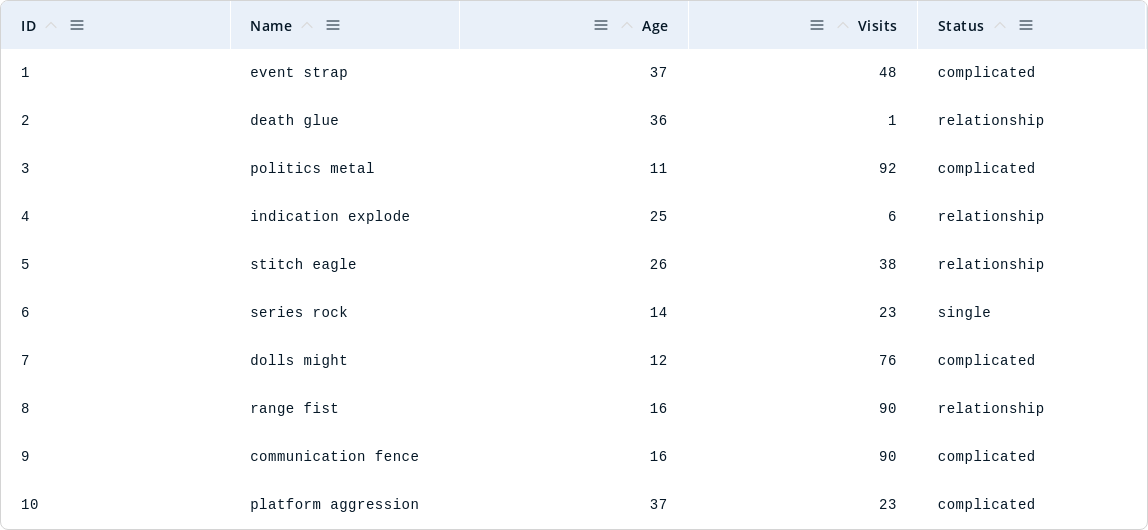 ID Name Age Visits Status
1 event strap 37 48 complicated
2 death glue 36 1 relationship
3 politics metal 11 92 complicated
4 indication explode 25 6 relationship
5 stitch eagle 26 38 relationship
6 series rock 14 23 single
7 dolls might 12 76 complicated
8 range fist 16 90 relationship
9 communication fence 16 90 complicated
10 platform aggression 37 23 complicated